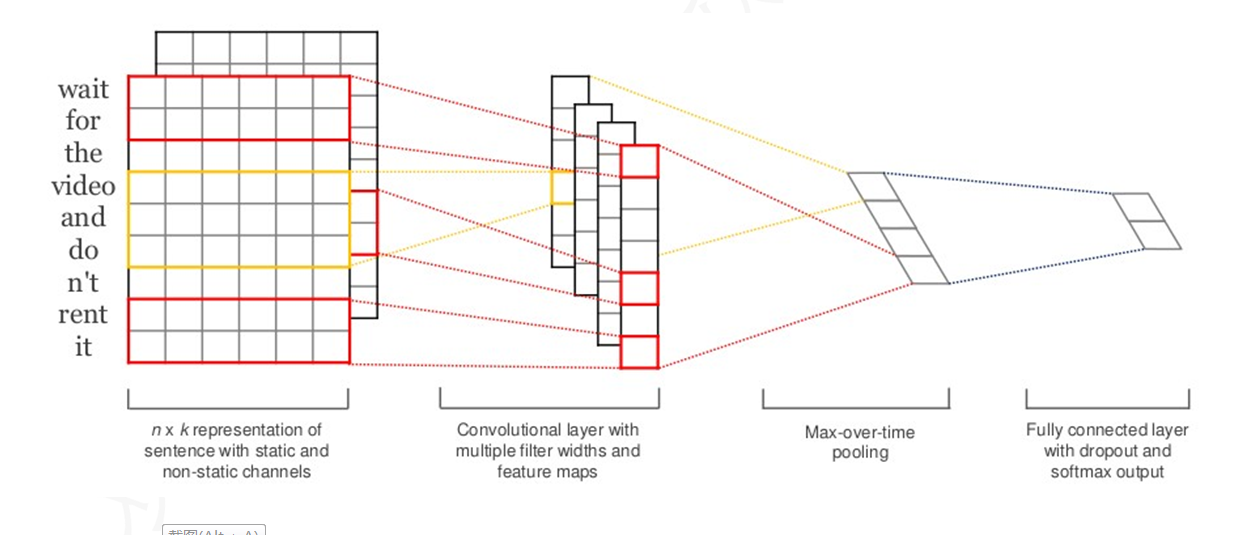 wait
for
the
video
and
do
n't
rent
it
n x k representation of
sentence with static and
non-static channels
Convolutional layer with
multiple filter widths and
feature maps
Max-over-time
pooling
Fully connected layer
with dropout and
softmax output
截图(Alt + A)